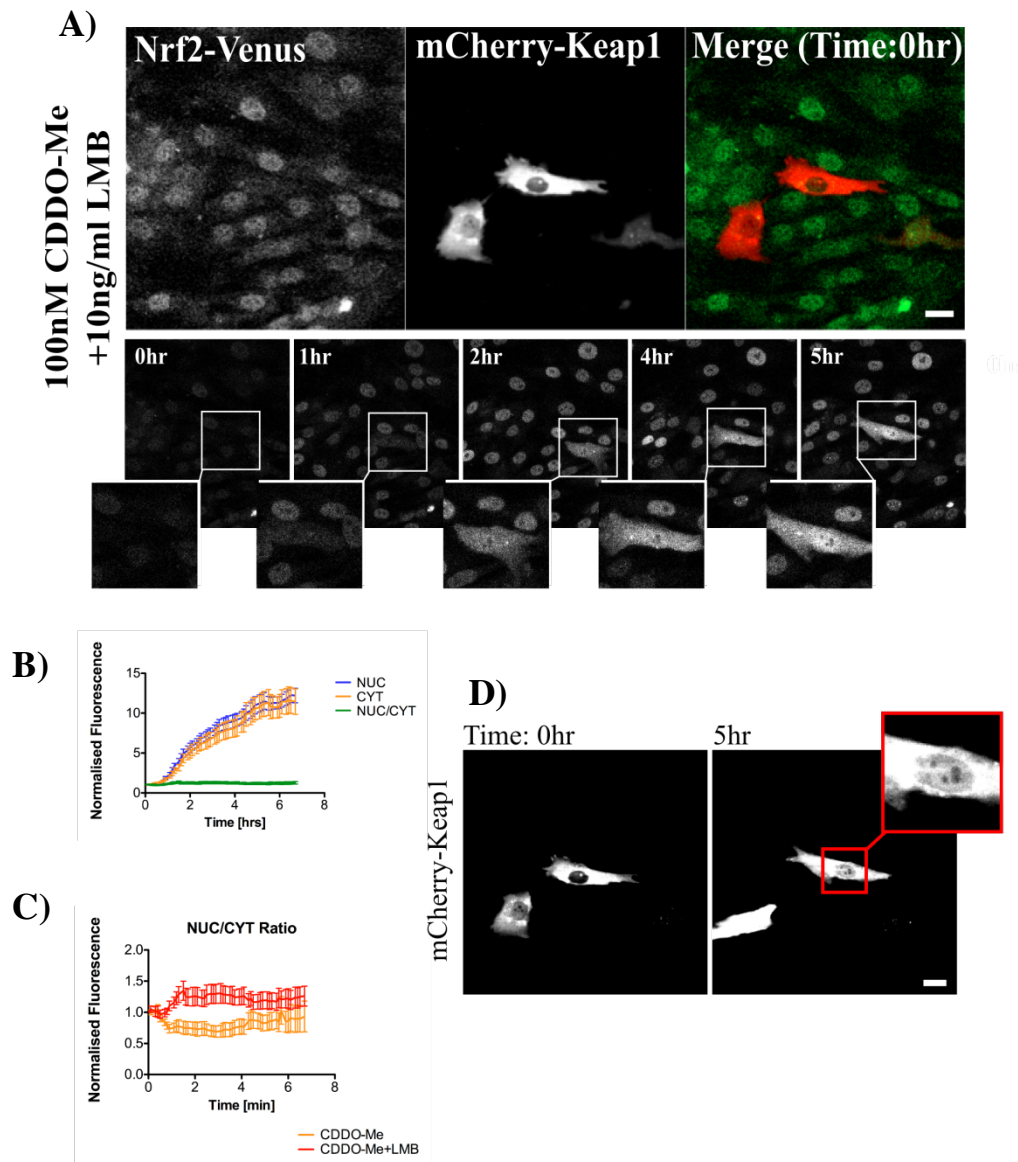 A)
100nM CDDO-Me
+10ng/ml LMB
Nrf2-Venus
mCherry-Keap1
Merge (Time:0hr)
0hr
1hr
2hr
4hr
5hr
B)
Normalised Fluorescence
15
10
5
0
0 2 4 6 8
Time [hrs]
NUC
CYT
NUC/CYT
C)
NUC/CYT Ratio
Normalised Fluorescence
2.0
1.5
1.0
0.5
0.0
0 2 4 6 8
Time [min]
CDDO-Me
CDDO-Me+LMB
D)
Time: 0hr
5hr
mCherry-Keap1